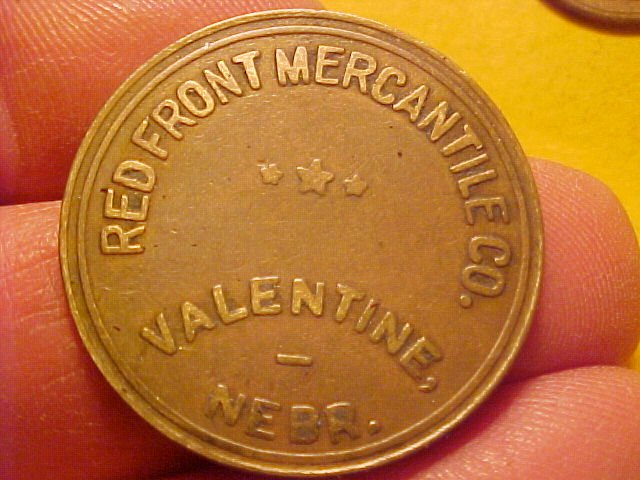 RED FRONT MERCANTILE CO.
VALENTINE,
–
NEBR.